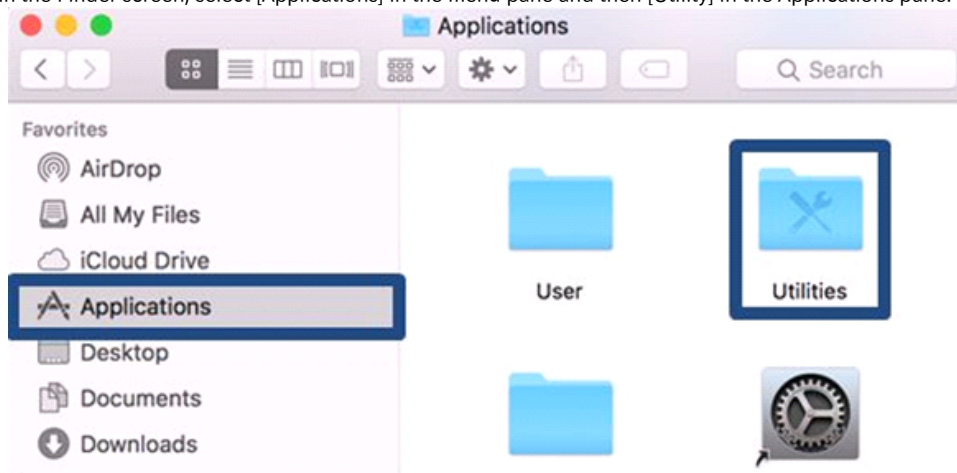 in the Finder screen, select [Applications] in the menu pane and then [Utility] in the Applications pane.
Applications
Search
Favorites
AirDrop
All My Files
iCloud Drive
Applications
Desktop
Documents
Downloads
User
Utilities